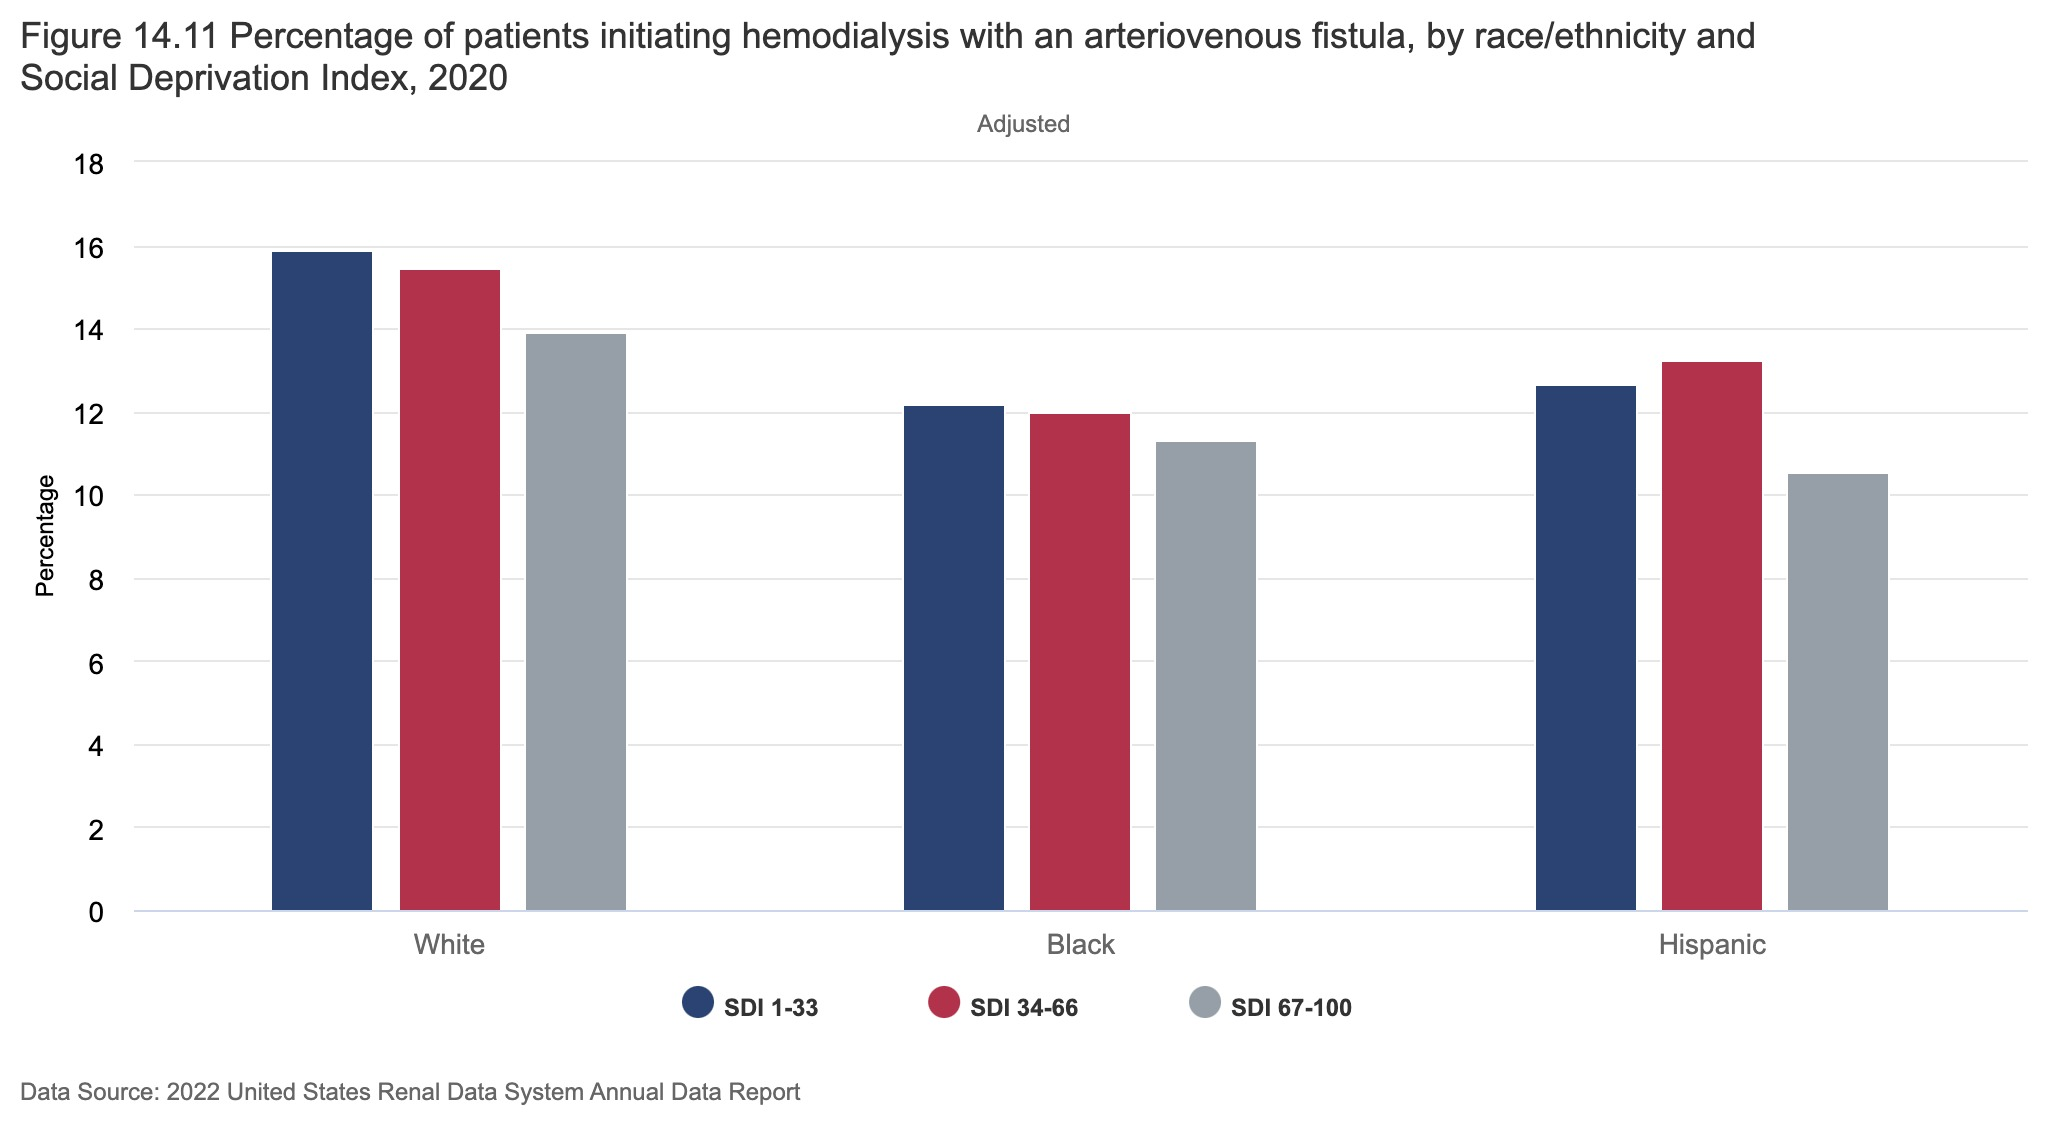 Figure 14.11 Percentage of patients initiating hemodialysis with an arteriovenous fistula, by race/ethnicity and
Social Deprivation Index, 2020
Adjusted
18
16
14
12
10
8
6
4
2
0
Percentage
White
Black
Hispanic
SDI 1-33
SDI 34-66
SDI 67-100
Data Source: 2022 United States Renal Data System Annual Data Report